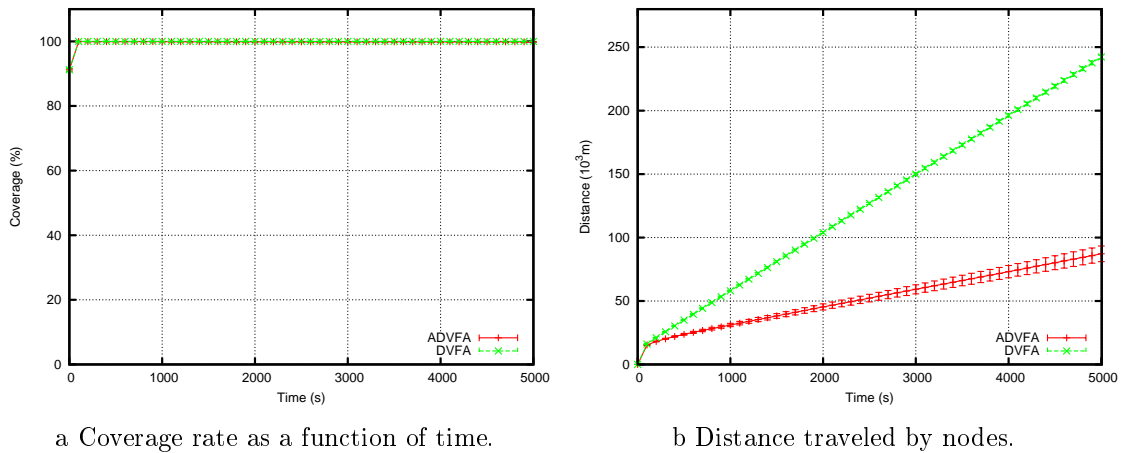 100
80
60
40
20
0
Coverage (%)
0 1000 2000 3000 4000 5000
Time (s)
ADVFA
DVFA
a Coverage rate as a function of time.
250
200
150
100
50
0
Distance (10³m)
0 1000 2000 3000 4000 5000
Time (s)
ADVFA
DVFA
b Distance traveled by nodes.